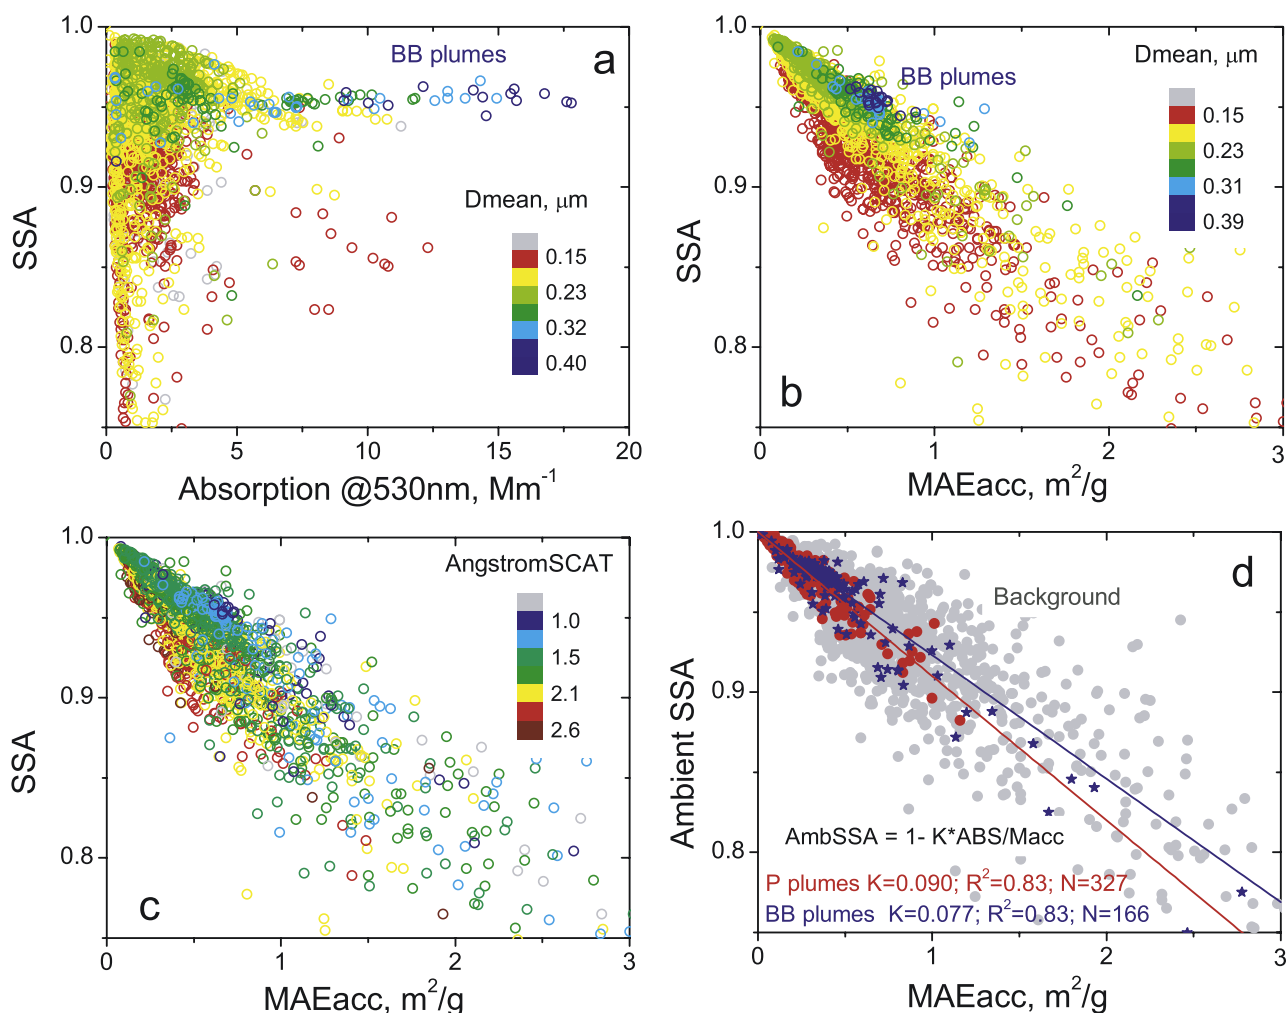 1.0
0.9
0.8
SSA
BB plumes
a
Dmean, μm
0.15
0.23
0.32
0.40
0 5 10 15 20
Absorption @530nm, Mm⁻¹
1.0
0.9
0.8
SSA
BB plumes
Dmean, μm
0.15
0.23
0.31
0.39
b
0 1 2 3
MAEacc, m²/g
1.0
0.9
0.8
SSA
AngstromSCAT
1.0
1.5
2.1
2.6
c
0 1 2 3
MAEacc, m²/g
1.0
0.9
0.8
Ambient SSA
d
Background
AmbSSA = 1- K*ABS/Macc
P plumes K=0.090; R²=0.83; N=327
BB plumes K=0.077; R²=0.83; N=166
0 1 2 3
MAEacc, m²/g